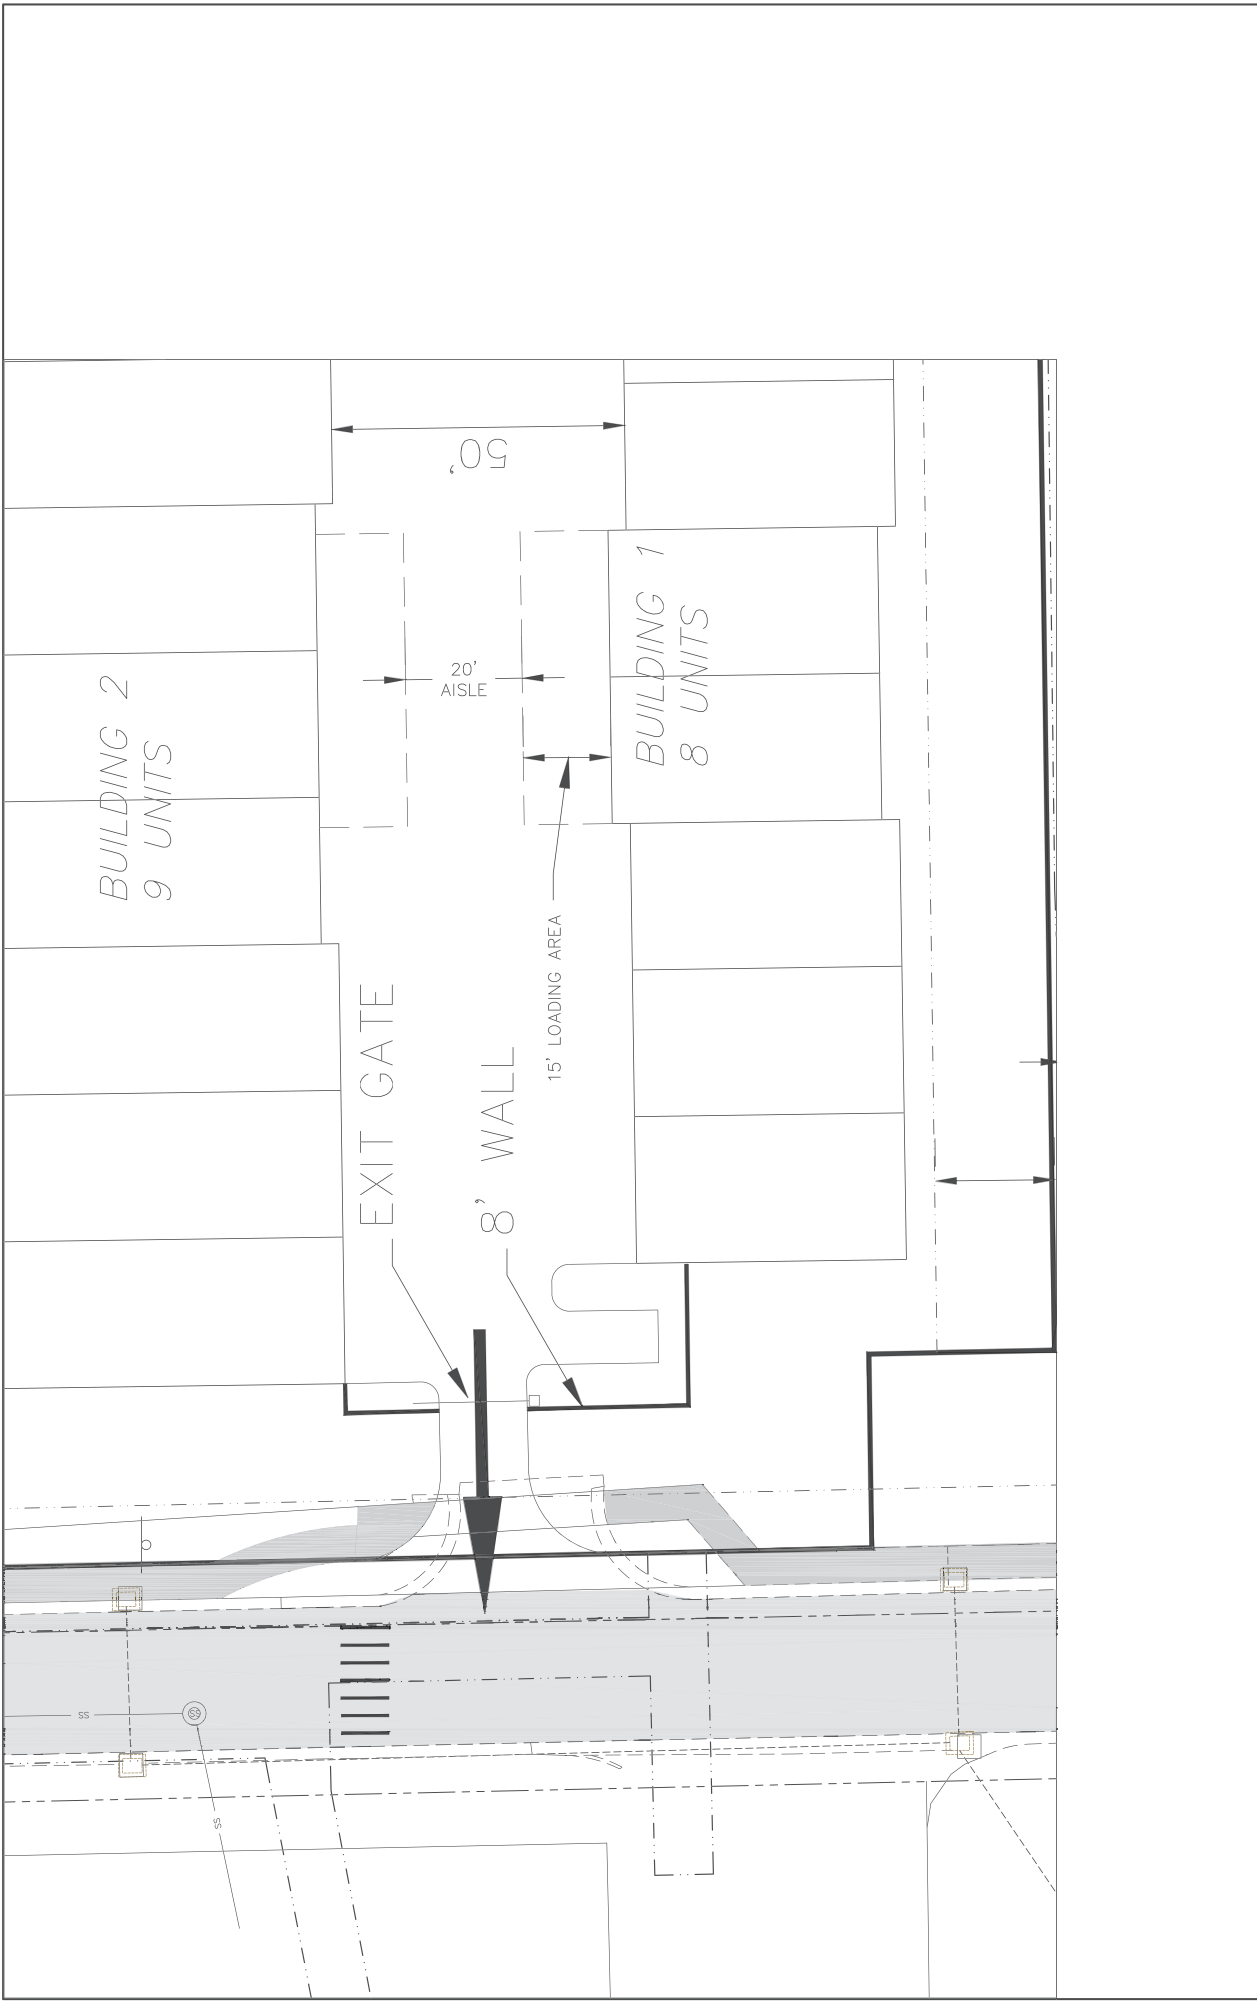 50'
BUILDING 1
8 UNITS
20'
AISLE
BUILDING 2
9 UNITS
15' LOADING AREA
EXIT GATE
8' WALL
SS
SS
SS